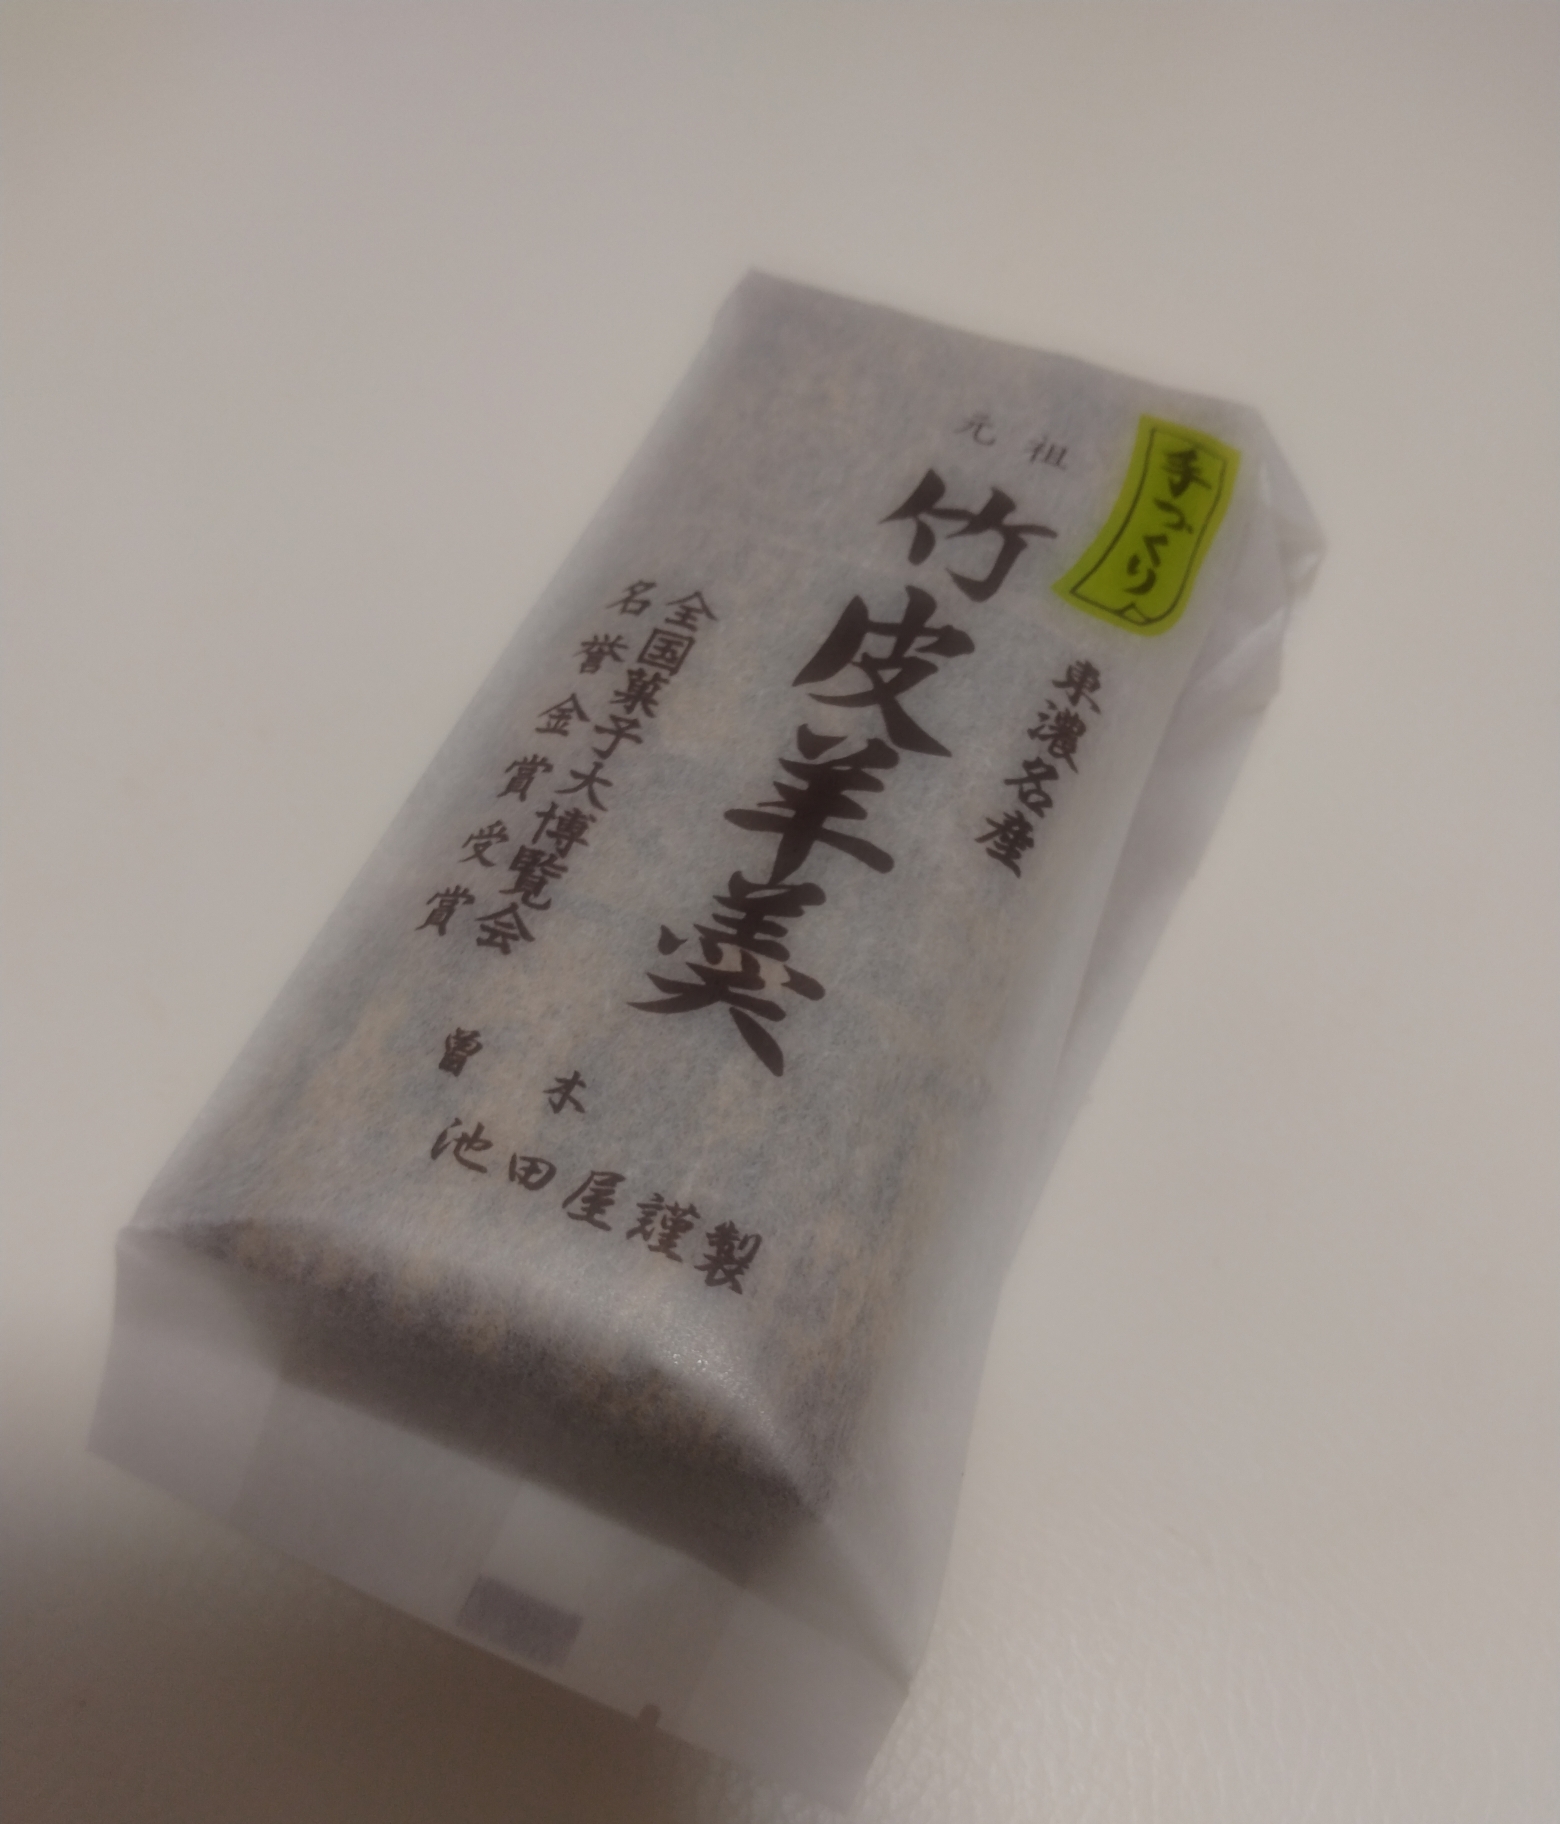 手づくり
元祖
東濃名産
竹皮羊羹
全国菓子大博覧会
名誉金賞受賞
曽木
池田屋謹製